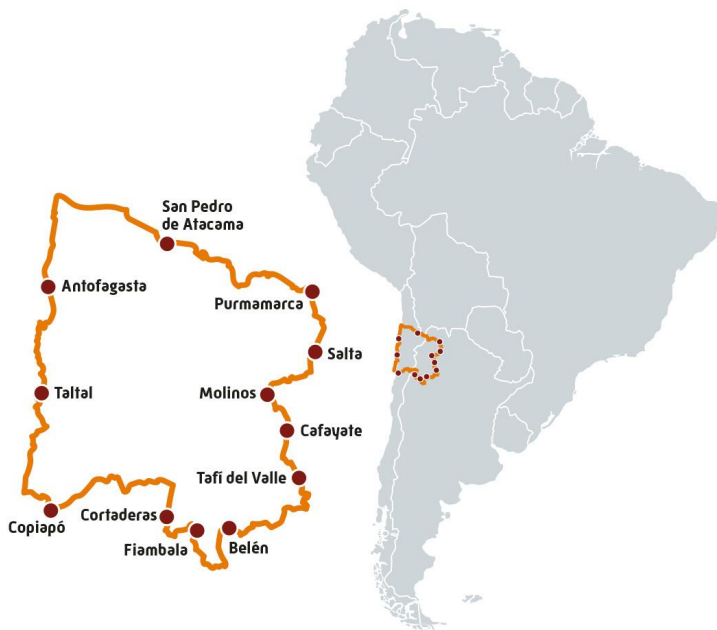 San Pedro
de Atacama
Antofagasta
Purmamarca
Salta
Taltal
Molinos
Cafayate
Tafí del Valle
Cortaderas
Copiapó
Fiambala
Belén